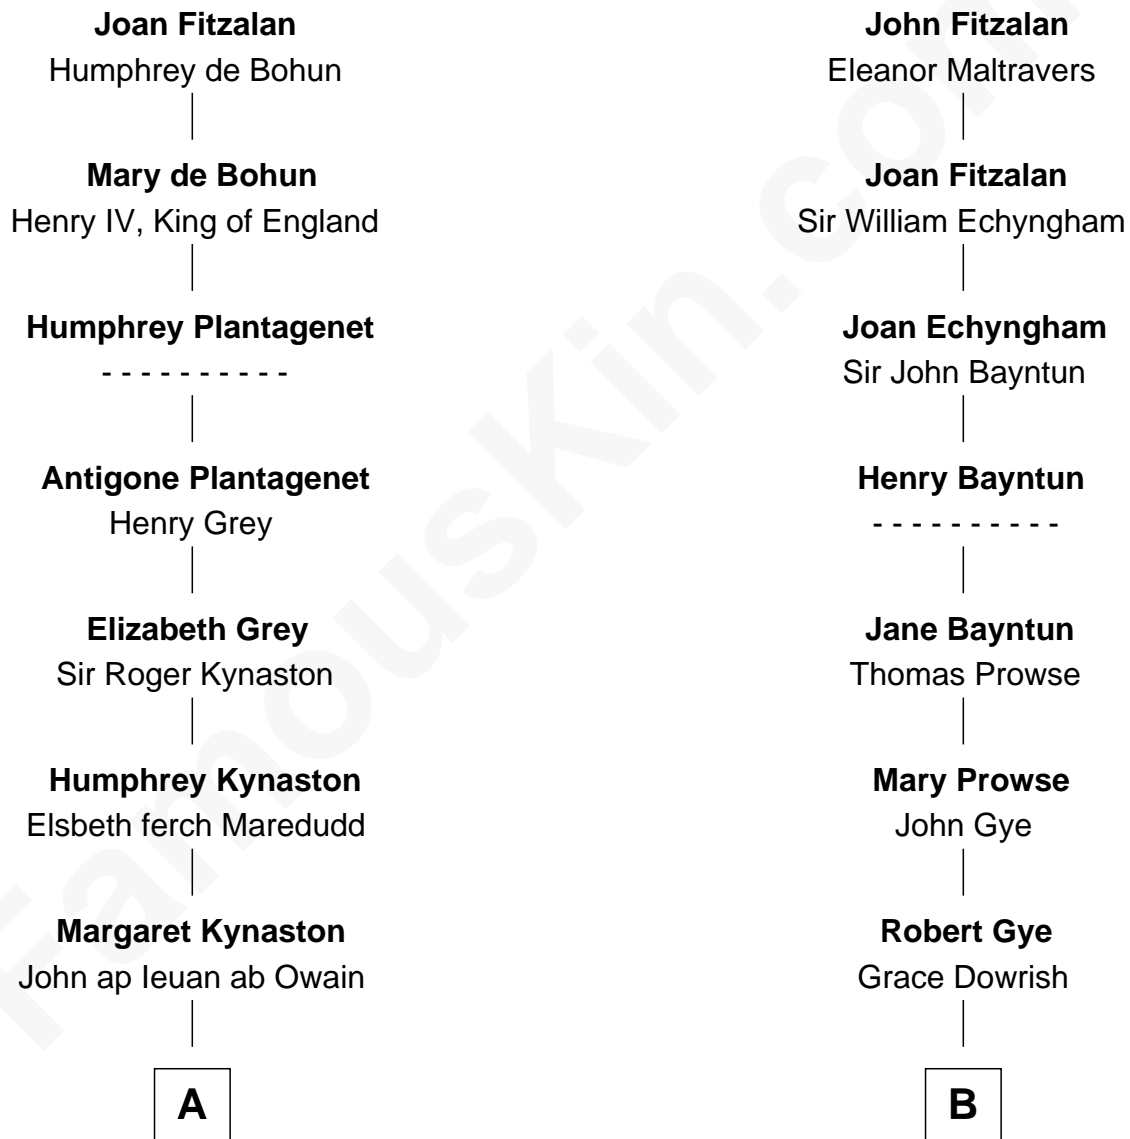 Joan Fitzalan
Humphrey de Bohun
Mary de Bohun
Henry IV, King of England
Humphrey Plantagenet
- - - - - - - - - -
Antigone Plantagenet
Henry Grey
Elizabeth Grey
Sir Roger Kynaston
Humphrey Kynaston
Elsbeth ferch Maredudd
Margaret Kynaston
John ap Ieuan ab Owain
A
John Fitzalan
Eleanor Maltravers
Joan Fitzalan
Sir William Echyngham
Joan Echyngham
Sir John Bayntun
Henry Bayntun
- - - - - - - - - -
Jane Bayntun
Thomas Prowse
Mary Prowse
John Gye
Robert Gye
Grace Dowrish
B
FamousKin.com